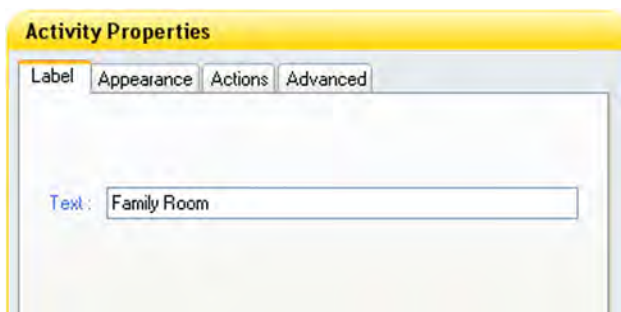 Activity Properties
Label Appearance Actions Advanced
Text: Family Room